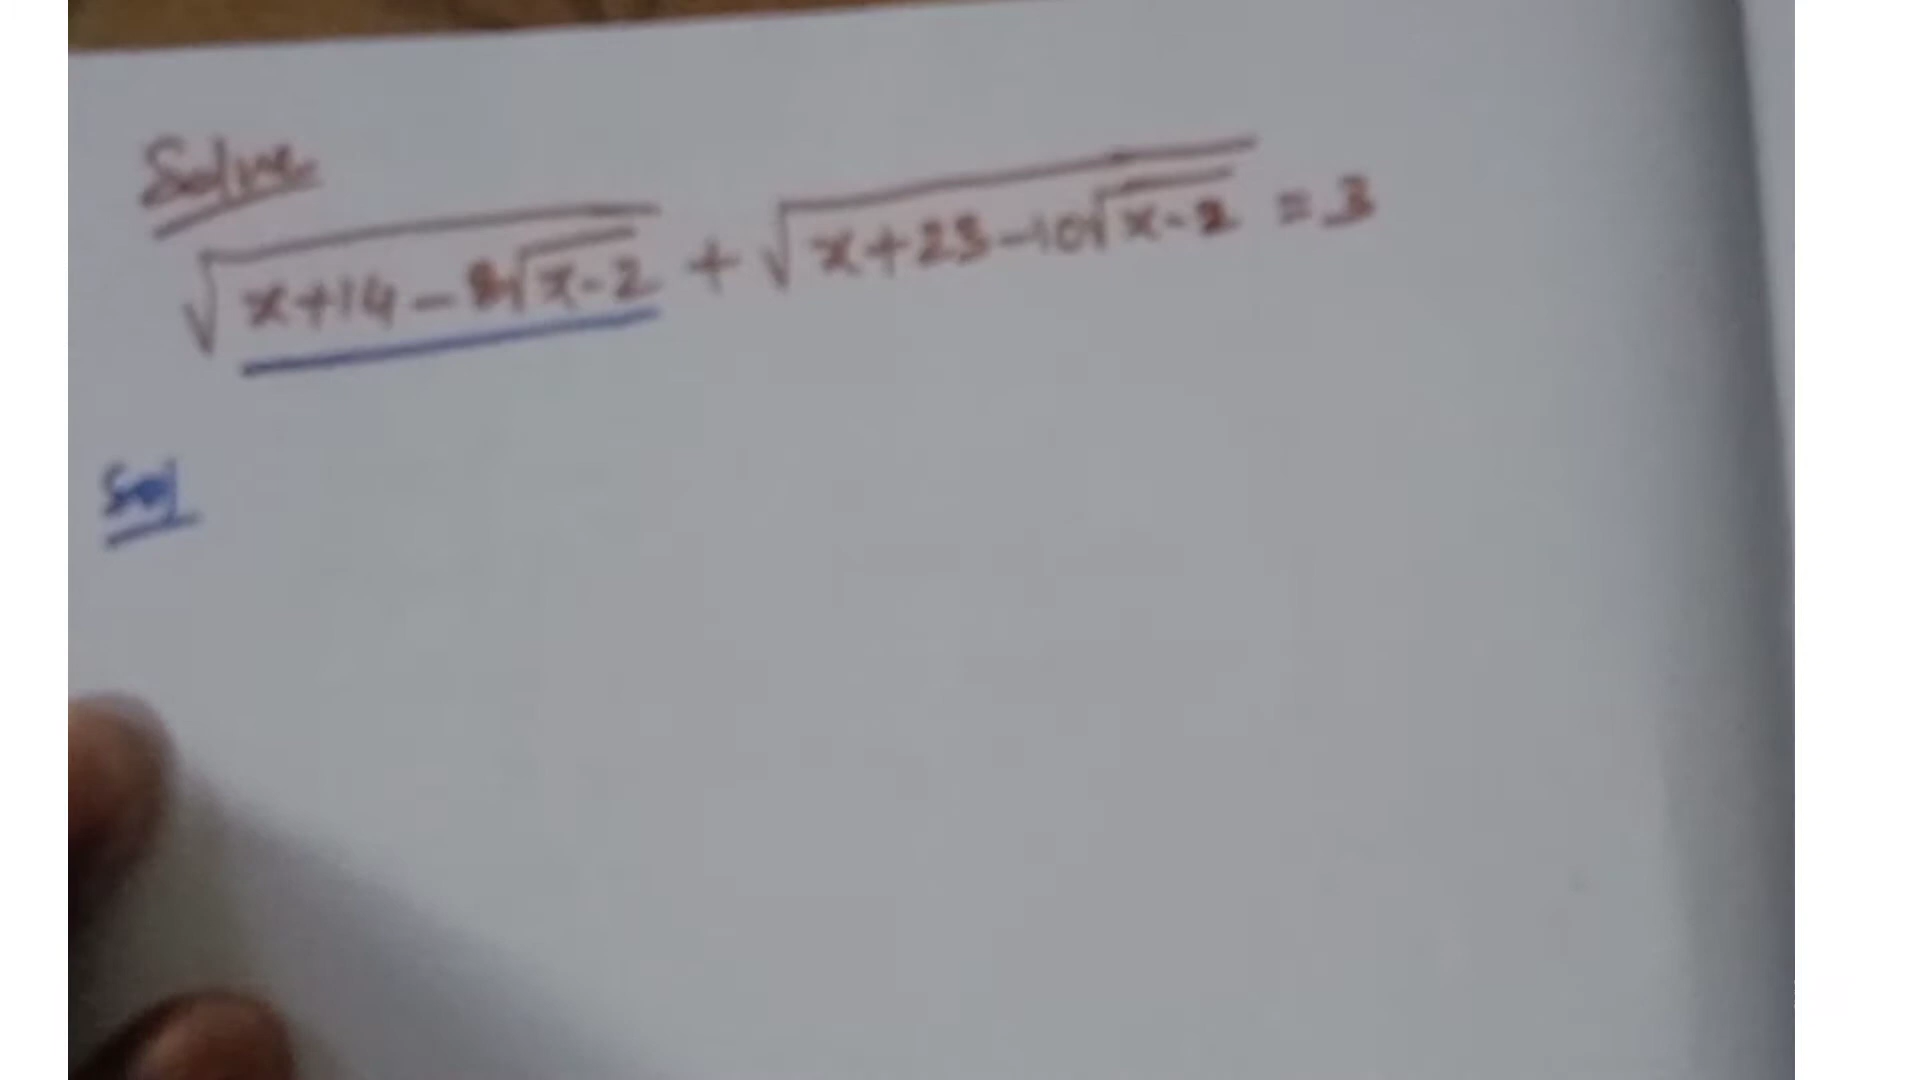 Solve
√(x+14-8√(x-2)) + √(x+23-10√(x-2)) = 3
Sol